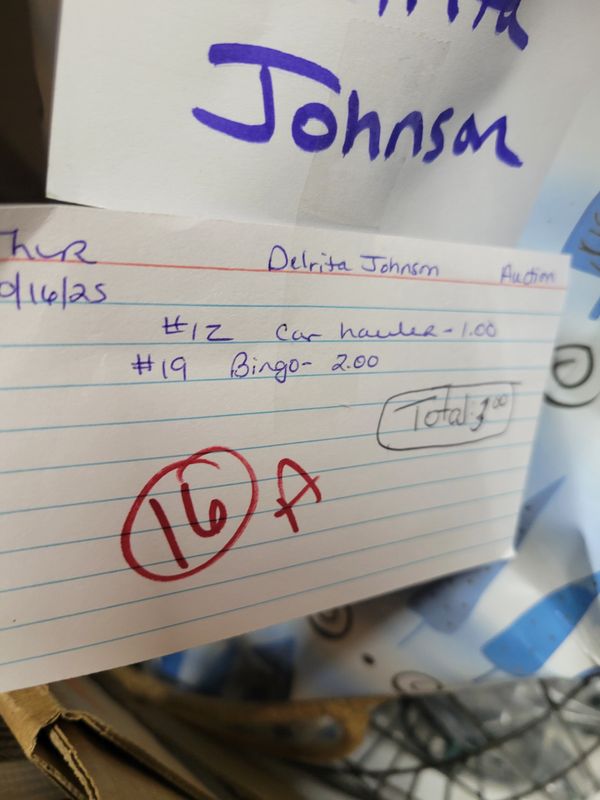 Johnson
Thur Delrita Johnson Auction
0/16/25
#12 Car hauler - 1.00
#19 Bingo - 2.00
Total: 3.00
16 A